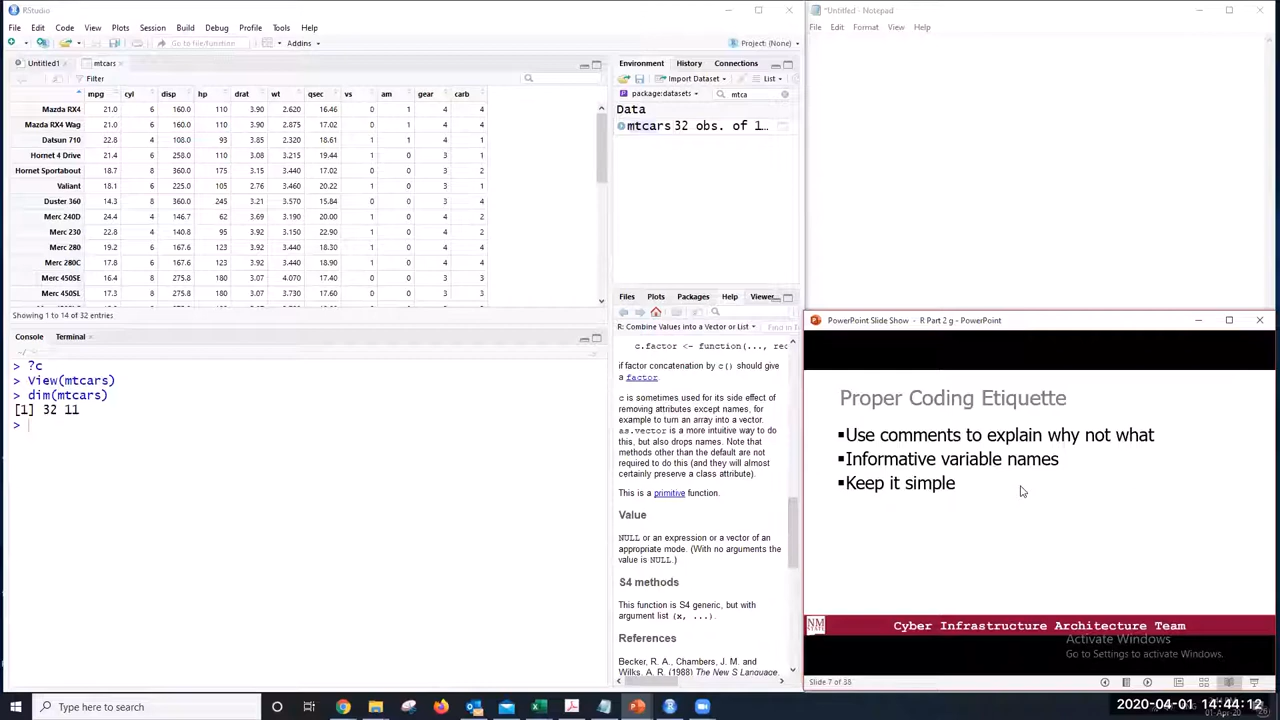 RStudio
File Edit Code View Plots Session Build Debug Profile Tools Help
Go to file/function Addins Project: (None)
Untitled1 mtcars
Filter
mpg cyl disp hp drat wt qsec vs am gear carb
Mazda RX4 21.0 6 160.0 110 3.90 2.620 16.46 0 1 4 4
Mazda RX4 Wag 21.0 6 160.0 110 3.90 2.875 17.02 0 1 4 4
Datsun 710 22.8 4 108.0 93 3.85 2.320 18.61 1 1 4 1
Hornet 4 Drive 21.4 6 258.0 110 3.08 3.215 19.44 1 0 3 1
Hornet Sportabout 18.7 8 360.0 175 3.15 3.440 17.02 0 0 3 2
Valiant 18.1 6 225.0 105 2.76 3.460 20.22 1 0 3 1
Duster 360 14.3 8 360.0 245 3.21 3.570 15.84 0 0 3 4
Merc 240D 24.4 4 146.7 62 3.69 3.190 20.00 1 0 4 2
Merc 230 22.8 4 140.8 95 3.92 3.150 22.90 1 0 4 2
Merc 280 19.2 6 167.6 123 3.92 3.440 18.30 1 0 4 4
Merc 280C 17.8 6 167.6 123 3.92 3.440 18.90 1 0 4 4
Merc 450SE 16.4 8 275.8 180 3.07 4.070 17.40 0 0 3 3
Merc 450SL 17.3 8 275.8 180 3.07 3.730 17.60 0 0 3 3
Showing 1 to 14 of 32 entries
Console Terminal
~/
> ?c
> View(mtcars)
> dim(mtcars)
[1] 32 11
>
Environment History Connections
Import Dataset List
package:datasets mtca
Data
mtcars 32 obs. of 1…
Files Plots Packages Help Viewer
R: Combine Values into a Vector or List Find in
c.factor <- function(..., rec
if factor concatenation by c() should give
a factor.
c is sometimes used for its side effect of
removing attributes except names, for
example to turn an array into a vector.
as.vector is a more intuitive way to do
this, but also drops names. Note that
methods other than the default are not
required to do this (and they will almost
certainly preserve a class attribute).
This is a primitive function.
Value
NULL or an expression or a vector of an
appropriate mode. (With no arguments the
value is NULL.)
S4 methods
This function is S4 generic, but with
argument list (x, ...).
References
Becker, R. A., Chambers, J. M. and
Wilks, A. R. (1988) The New S Language.
*Untitled - Notepad
File Edit Format View Help
PowerPoint Slide Show - R Part 2 g - PowerPoint
Proper Coding Etiquette
▪Use comments to explain why not what
▪Informative variable names
▪Keep it simple
NM
STATE
Cyber Infrastructure Architecture Team
Activate Windows
Go to Settings to activate Windows.
Slide 7 of 38
Type here to search
2020-04-01 14:44:12
01-Apr-20